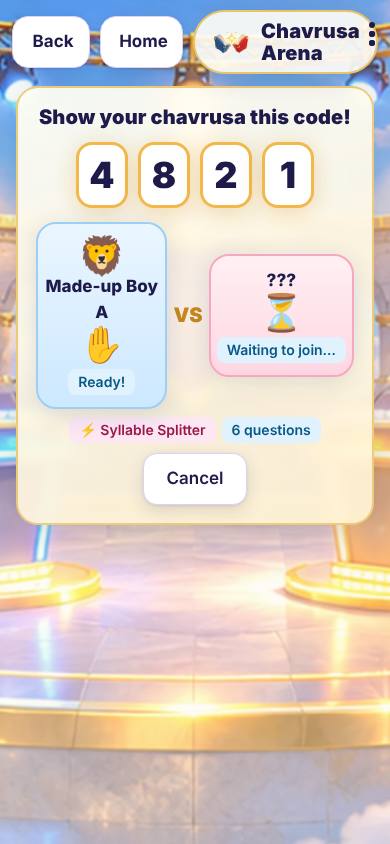 Back
Home
Chavrusa
Arena
Show your chavrusa this code!
4 8 2 1
Made-up Boy
A
Ready!
VS
???
Waiting to join...
⚡ Syllable Splitter
6 questions
Cancel